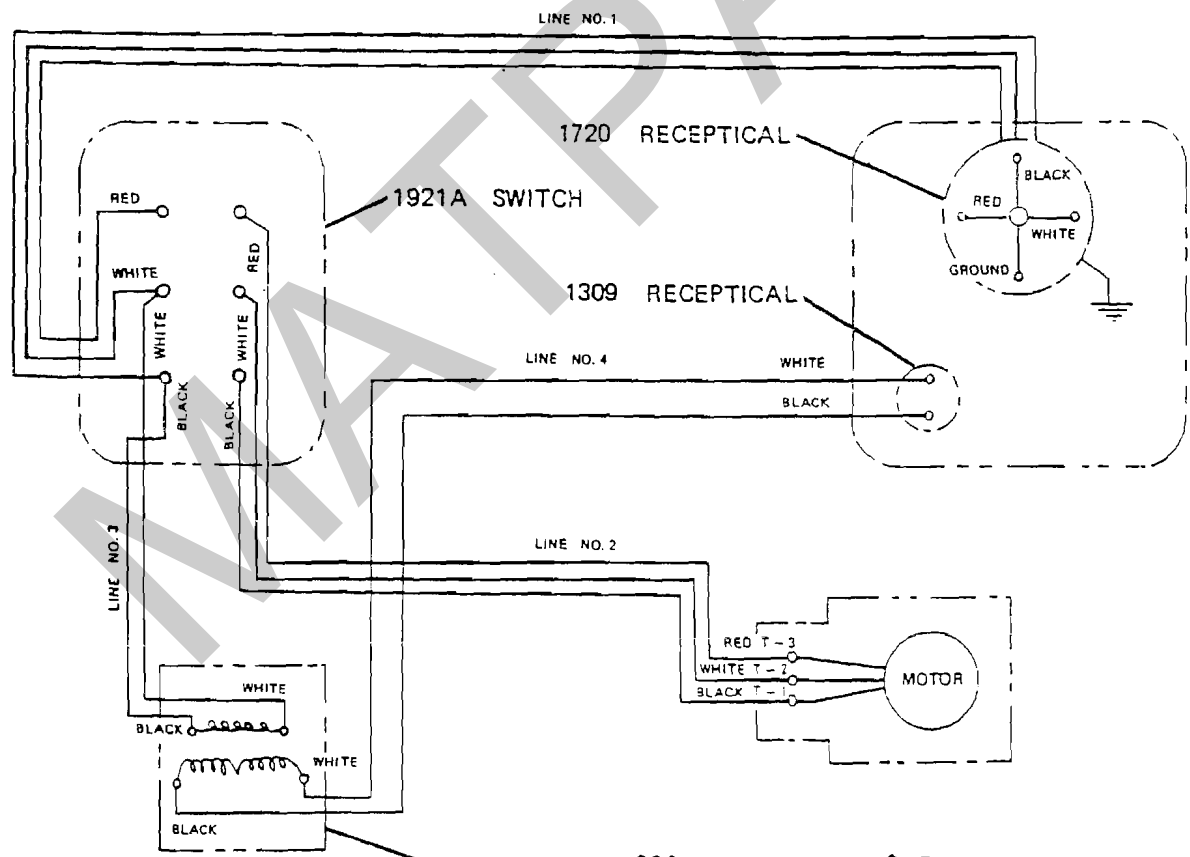 LINE NO. 1
1720 RECEPTICAL
BLACK
RED
WHITE
GROUND
1921A SWITCH
RED
RED
WHITE
WHITE
WHITE
BLACK
BLACK
1309 RECEPTICAL
LINE NO. 4
WHITE
BLACK
LINE NO. 3
LINE NO. 2
RED T-3
WHITE T-2
BLACK T-1
MOTOR
WHITE
BLACK
WHITE
BLACK
MATPA